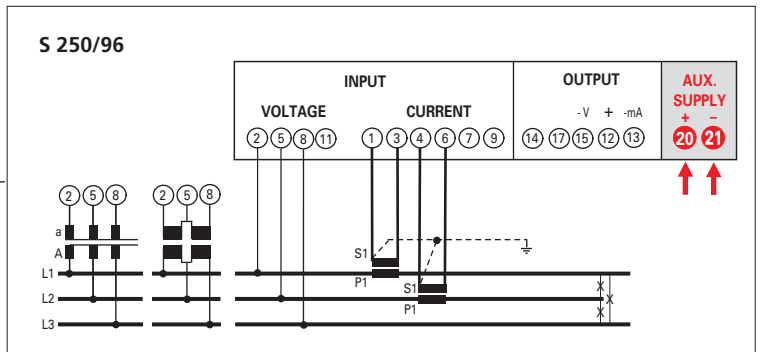 S 250/96
INPUT
OUTPUT
AUX.
SUPPLY
VOLTAGE
CURRENT
- V + -mA
+ –
2 5 8 11
1 3 4 6 7 9
14 17 15 12 13
20 21
2 5 8
2 5 8
a
A
S1
L1
P1
S1
L2
X X
P1
X
L3